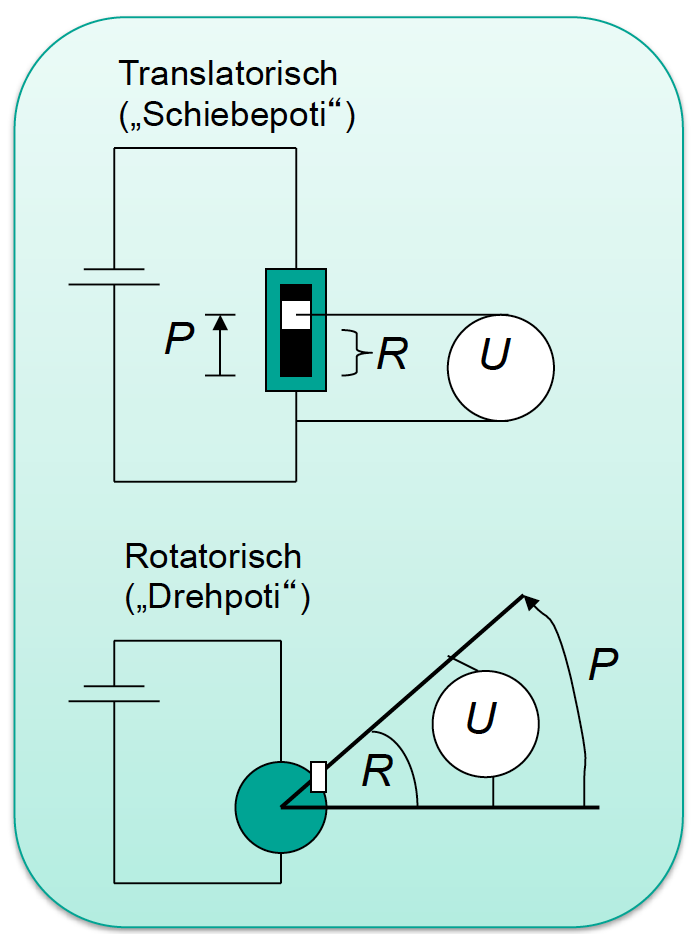 Translatorisch
(„Schiebepoti“)
P
R
U
Rotatorisch
(„Drehpoti“)
P
U
R